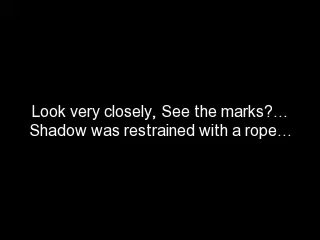 Look very closely, See the marks?...
Shadow was restrained with a rope...